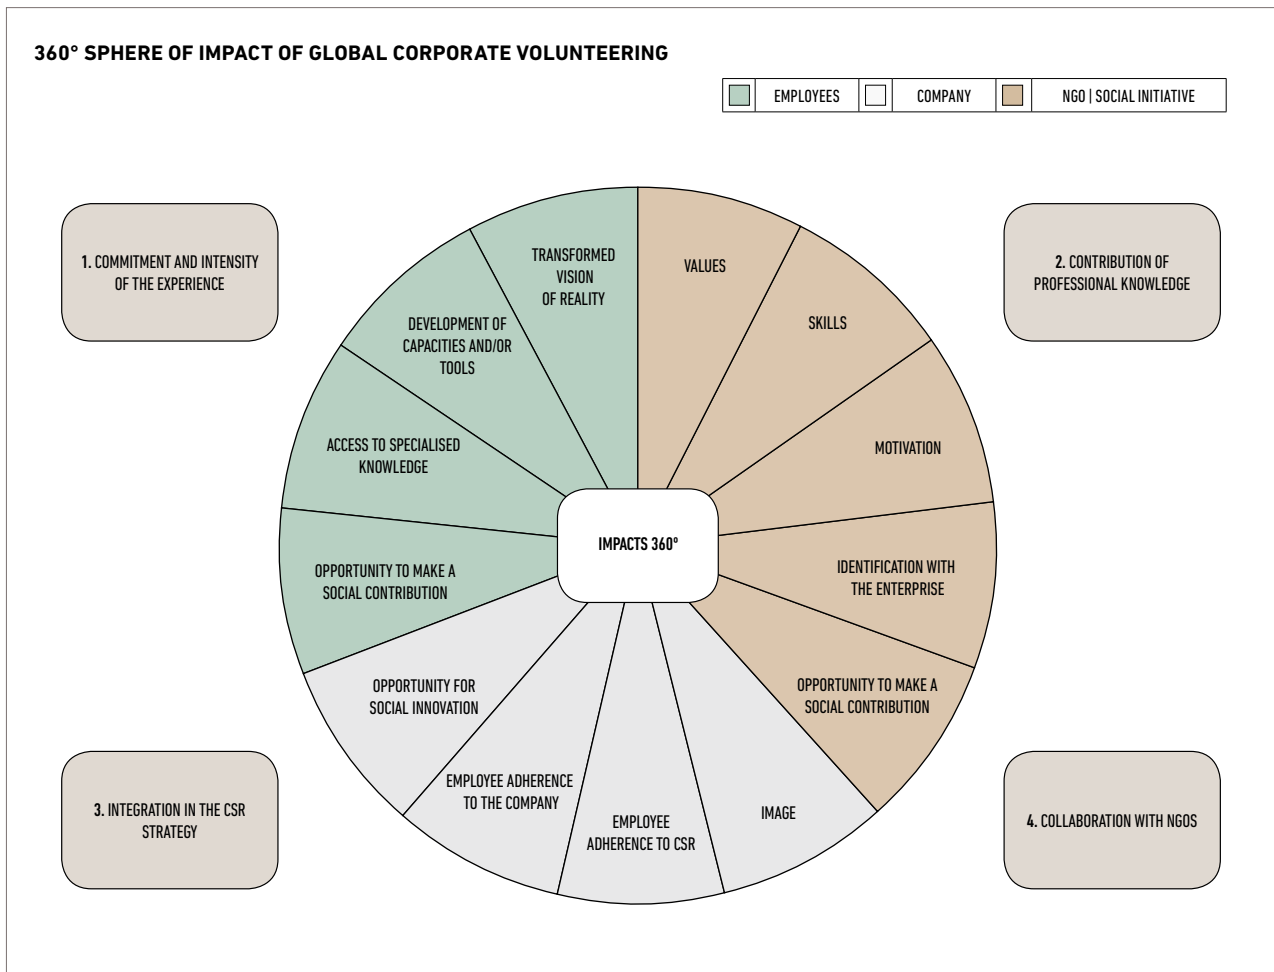 360° SPHERE OF IMPACT OF GLOBAL CORPORATE VOLUNTEERING
EMPLOYEES
COMPANY
NGO | SOCIAL INITIATIVE
1. COMMITMENT AND INTENSITY
OF THE EXPERIENCE
2. CONTRIBUTION OF
PROFESSIONAL KNOWLEDGE
TRANSFORMED
VISION
OF REALITY
VALUES
DEVELOPMENT OF
CAPACITIES AND/OR
TOOLS
SKILLS
ACCESS TO SPECIALISED
KNOWLEDGE
MOTIVATION
IMPACTS 360º
OPPORTUNITY TO MAKE A
SOCIAL CONTRIBUTION
IDENTIFICATION WITH
THE ENTERPRISE
OPPORTUNITY FOR
SOCIAL INNOVATION
OPPORTUNITY TO MAKE A
SOCIAL CONTRIBUTION
EMPLOYEE ADHERENCE
TO THE COMPANY
EMPLOYEE
ADHERENCE TO CSR
IMAGE
3. INTEGRATION IN THE CSR
STRATEGY
4. COLLABORATION WITH NGOS